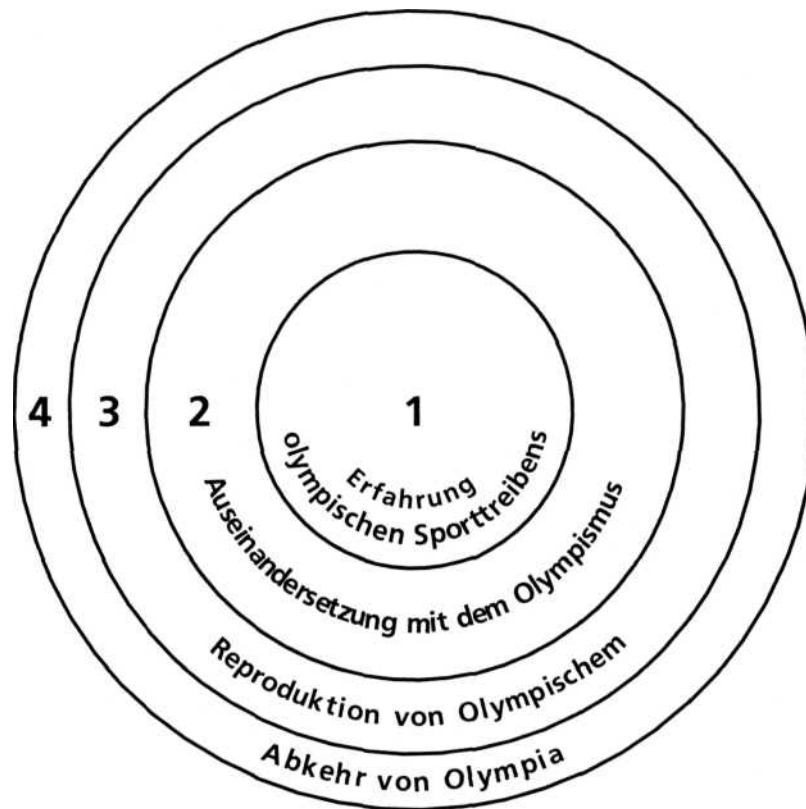 4 3 2 1
Erfahrung
olympischen Sporttreibens
Auseinandersetzung mit dem Olympismus
Reproduktion von Olympischem
Abkehr von Olympia